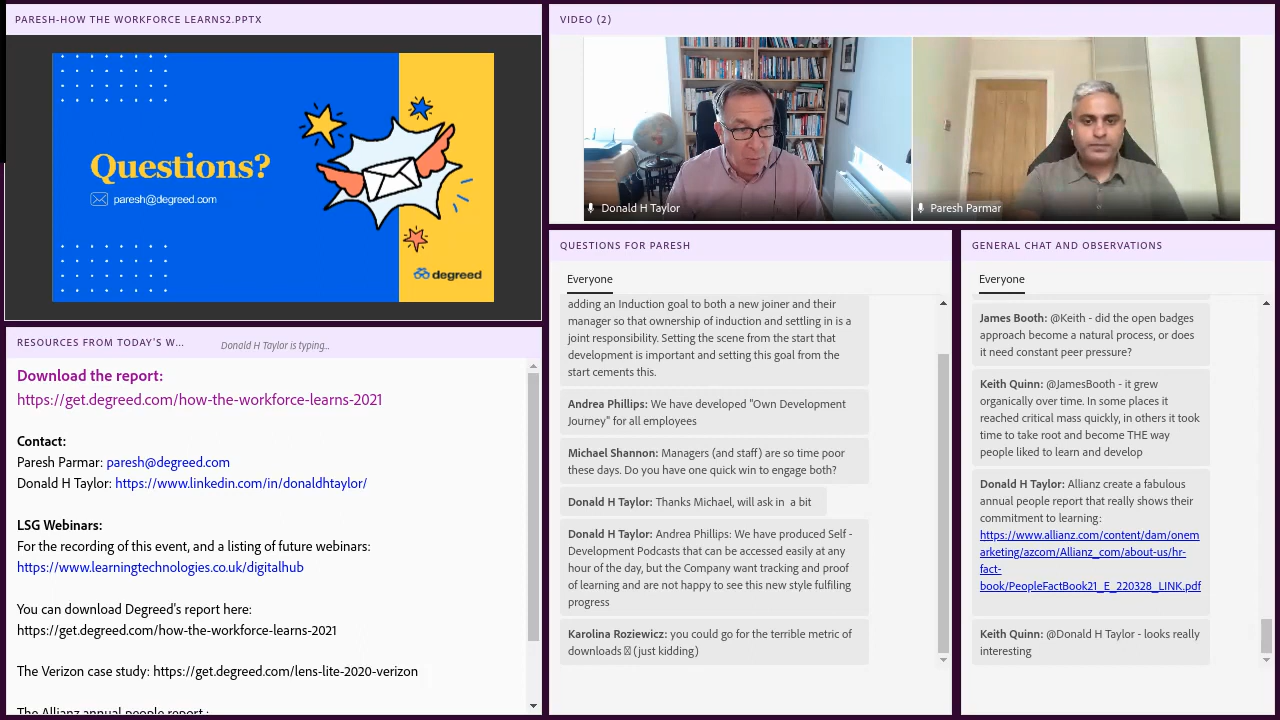 PARESH-HOW THE WORKFORCE LEARNS2.PPTX
Questions?
paresh@degreed.com
degreed
VIDEO (2)
Donald H Taylor
Paresh Parmar
RESOURCES FROM TODAY'S W...
Donald H Taylor is typing...
Download the report:
https://get.degreed.com/how-the-workforce-learns-2021
Contact:
Paresh Parmar: paresh@degreed.com
Donald H Taylor: https://www.linkedin.com/in/donaldhtaylor/
LSG Webinars:
For the recording of this event, and a listing of future webinars:
https://www.learningtechnologies.co.uk/digitalhub
You can download Degreed's report here:
https://get.degreed.com/how-the-workforce-learns-2021
The Verizon case study: https://get.degreed.com/lens-lite-2020-verizon
The Allianz annual people report :
QUESTIONS FOR PARESH
Everyone
adding an Induction goal to both a new joiner and their
manager so that ownership of induction and settling in is a
joint responsibility. Setting the scene from the start that
development is important and setting this goal from the
start cements this.
Andrea Phillips: We have developed "Own Development
Journey" for all employees
Michael Shannon: Managers (and staff) are so time poor
these days. Do you have one quick win to engage both?
Donald H Taylor: Thanks Michael, will ask in a bit
Donald H Taylor: Andrea Phillips: We have produced Self -
Development Podcasts that can be accessed easily at any
hour of the day, but the Company want tracking and proof
of learning and are not happy to see this new style fulfiling
progress
Karolina Roziewicz: you could go for the terrible metric of
downloads (just kidding)
GENERAL CHAT AND OBSERVATIONS
Everyone
James Booth: @Keith - did the open badges
approach become a natural process, or does
it need constant peer pressure?
Keith Quinn: @JamesBooth - it grew
organically over time. In some places it
reached critical mass quickly, in others it took
time to take root and become THE way
people liked to learn and develop
Donald H Taylor: Allianz create a fabulous
annual people report that really shows their
commitment to learning:
https://www.allianz.com/content/dam/onem
arketing/azcom/Allianz_com/about-us/hr-
fact-
book/PeopleFactBook21_E_220328_LINK.pdf
Keith Quinn: @Donald H Taylor - looks really
interesting